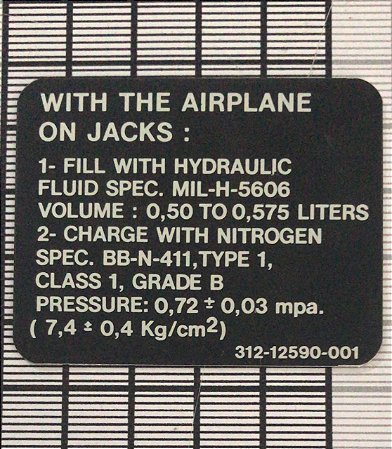 WITH THE AIRPLANE
ON JACKS :
1- FILL WITH HYDRAULIC
FLUID SPEC. MIL-H-5606
VOLUME : 0,50 TO 0,575 LITERS
2- CHARGE WITH NITROGEN
SPEC. BB-N-411,TYPE 1,
CLASS 1, GRADE B
PRESSURE: 0,72 ± 0,03 mpa.
( 7,4 ± 0,4 Kg/cm2)
312-12590-001